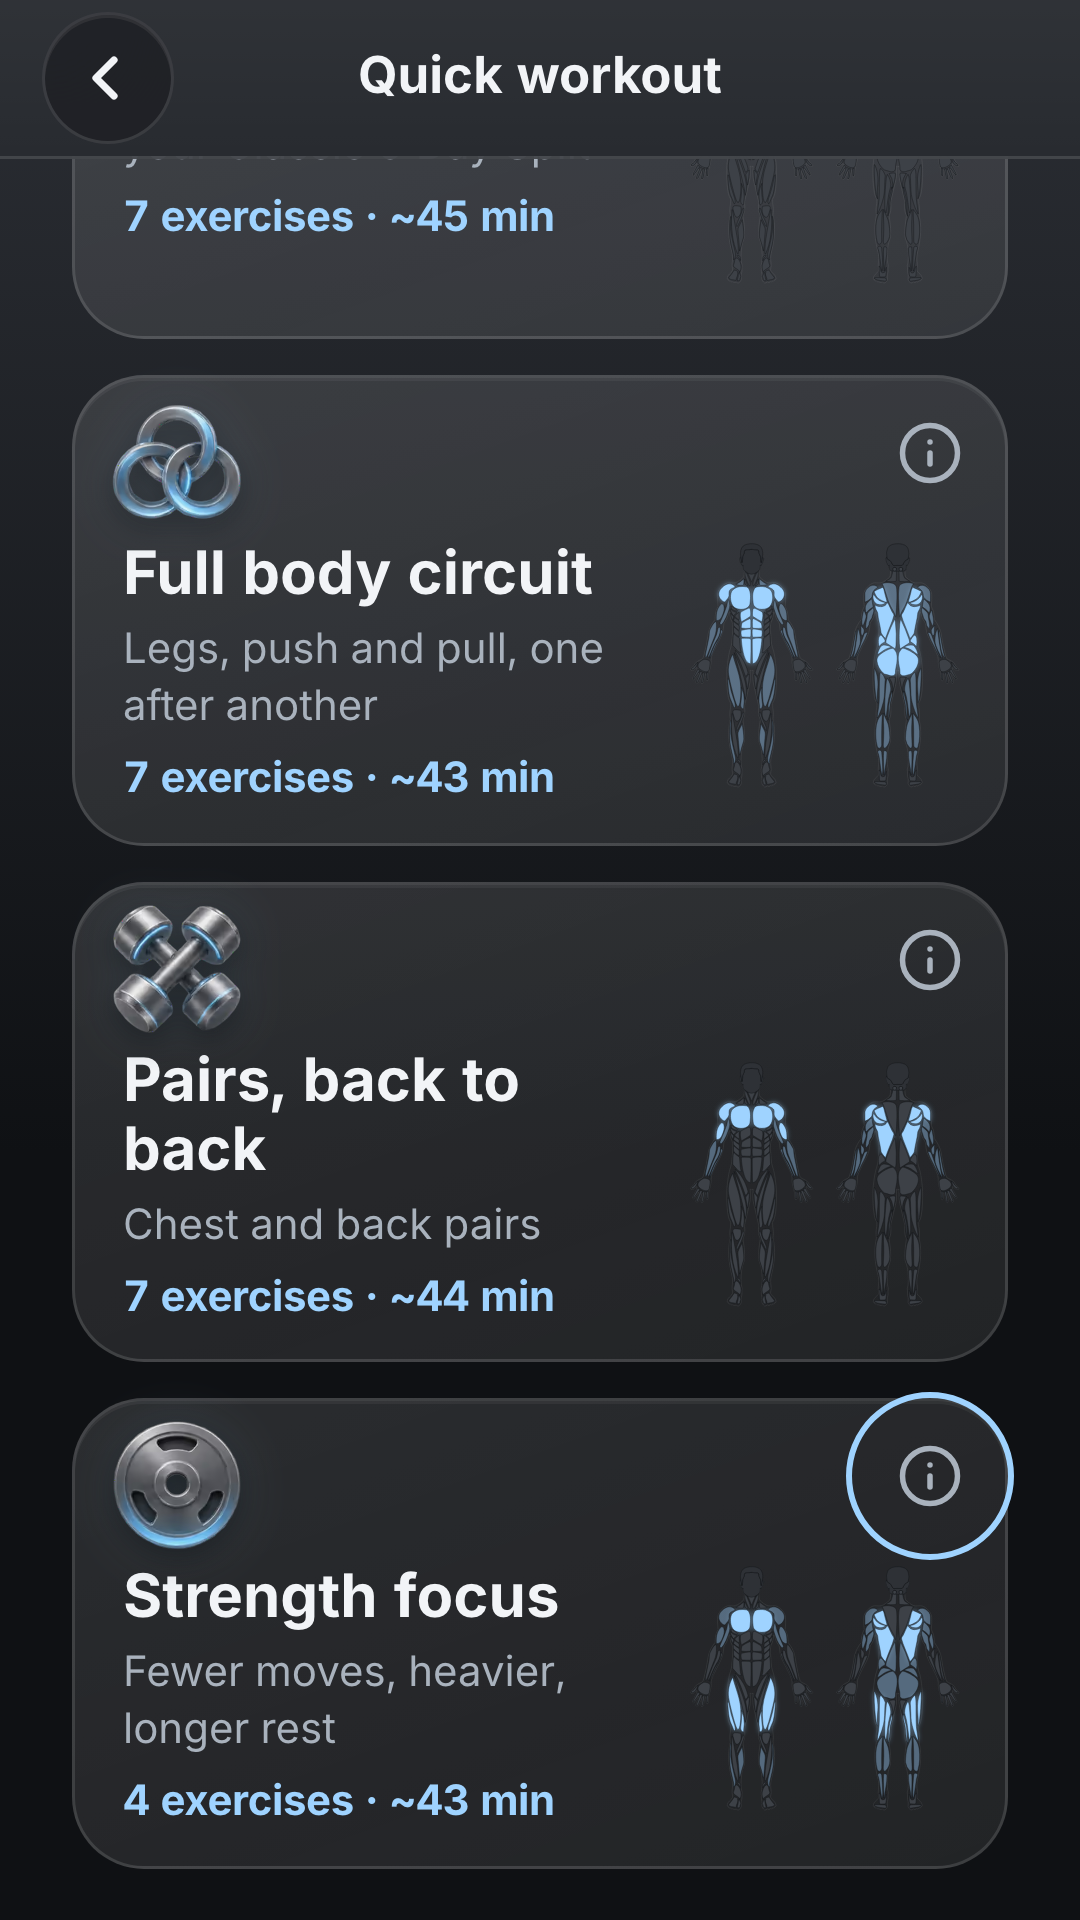 Quick workout
7 exercises · ~45 min
Full body circuit
Legs, push and pull, one
after another
7 exercises · ~43 min
Pairs, back to
back
Chest and back pairs
7 exercises · ~44 min
Strength focus
Fewer moves, heavier,
longer rest
4 exercises · ~43 min